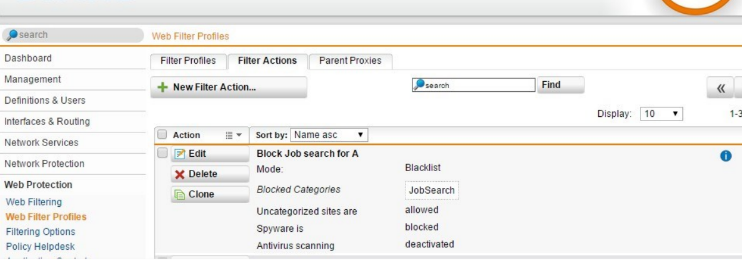 search
Web Filter Profiles
Dashboard
Management
Definitions & Users
Interfaces & Routing
Network Services
Network Protection
Web Protection
Web Filtering
Web Filter Profiles
Filtering Options
Policy Helpdesk
Filter Profiles Filter Actions Parent Proxies
+ New Filter Action...
search Find
«
Display: 10 1-3
Action Sort by: Name asc
Edit Block Job search for A
Delete Mode: Blacklist
Clone Blocked Categories JobSearch
Uncategorized sites are allowed
Spyware is blocked
Antivirus scanning deactivated